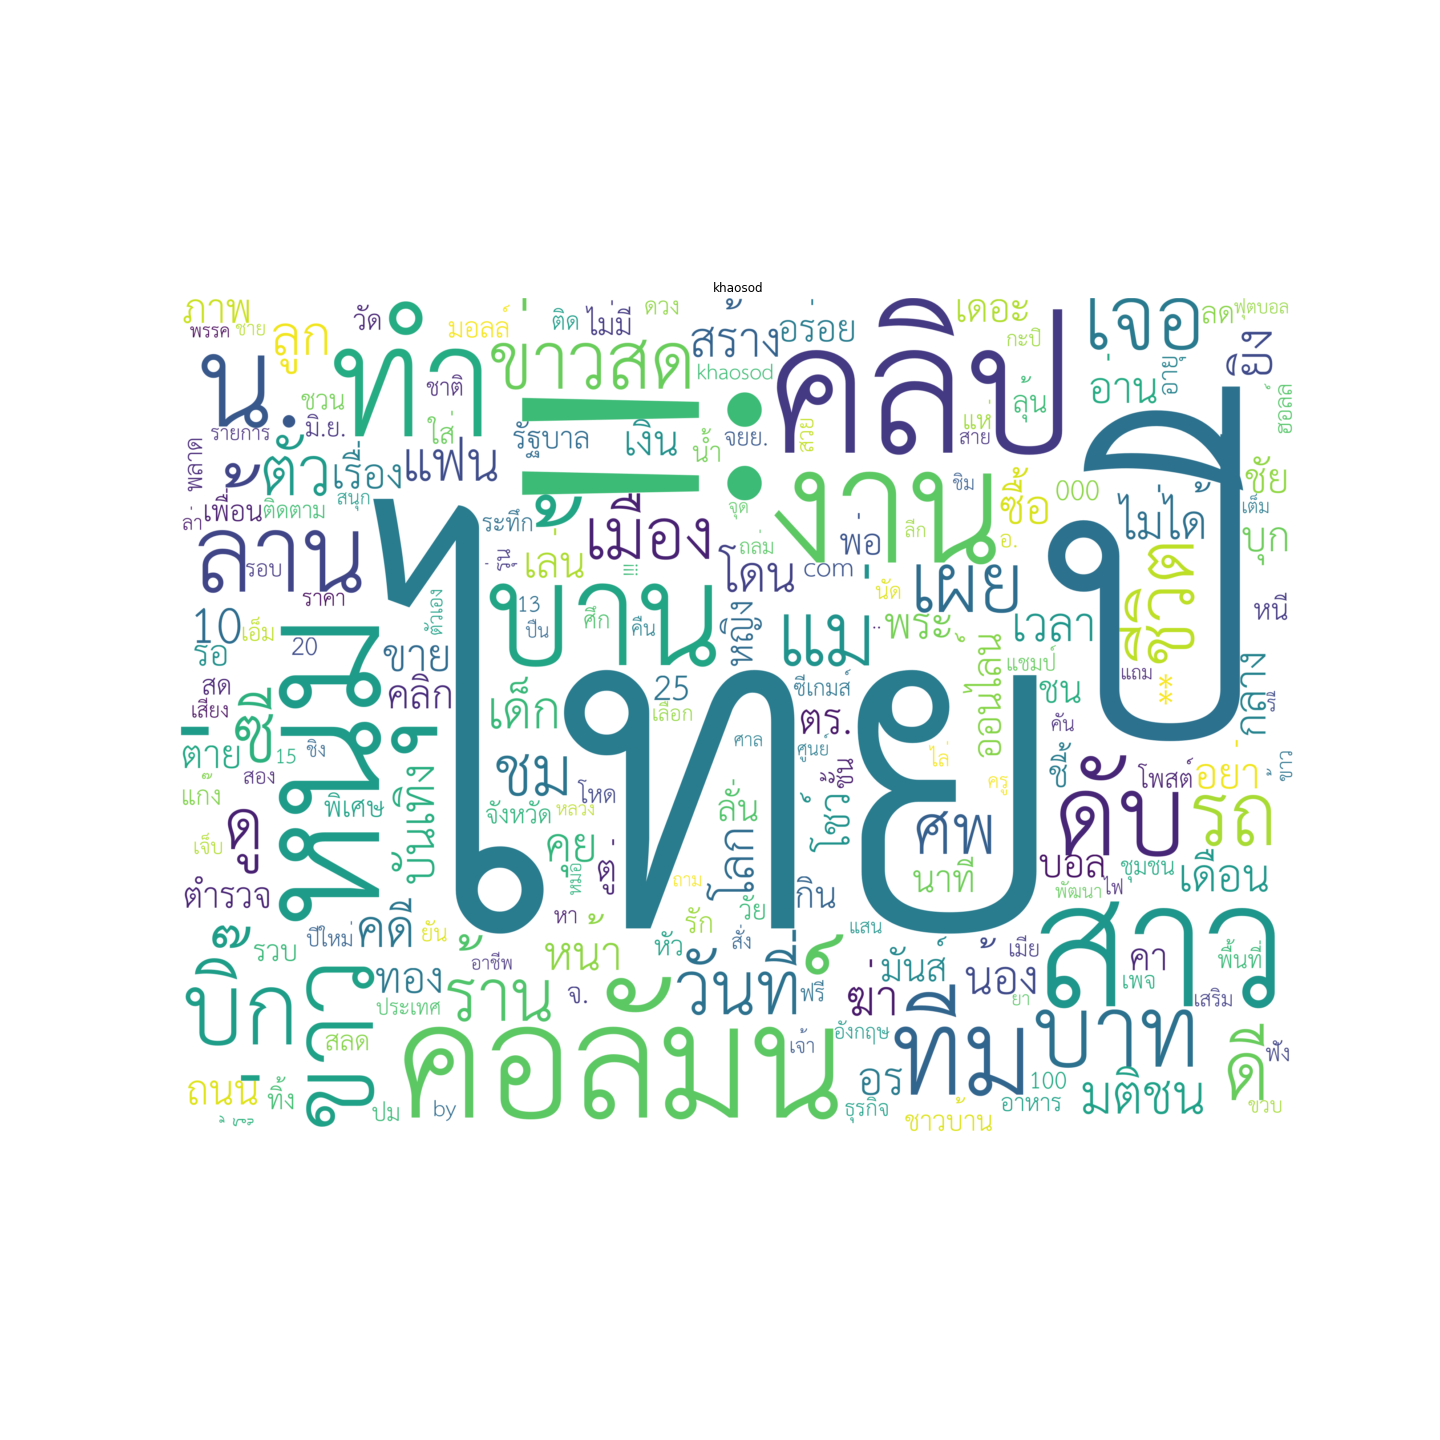 khaosod
ภาพ
พรรค
ชาย
ลูก
วัด
ทำ
มอลล์
ข่าวสด
ติด
ไม่มี
ดวง
สร้าง
อร่อย
khaosod
คลิป
เดอะ
กะปิ
เจอ
ลด
ฟุตบอล
ยิง
น.
ชวน
ชาติ
มิ.ย.
ใส่
รายการ
!!
รัฐบาล
เงิน
น้ำ
จยยย.
สวย
แห่
สาย
ลุ้น
อ่าน
อายุ
ฮอลล์
พลาด
ตัว
เรื่อง
แฟน
สนุก
ล่า
เพื่อน
ติดตาม
ระทึก
เมือง
จุด
งาน
ชิม
ซื้อ
000
ปี
ไม่ได้
ชัย
เต็ม
บุก
ลาน
รอบ
ราคา
รุ่น
เล่น
!!!
ถล่ม
โดน
พ่อ
com
ลีก
อ.
นัด
เผย
ชีวิต
หนี
10
เอ็ม
20
รอ
ตัวเอง
บ้าน
13
ปืน
ศึก
คืน
หญิง
แม่
..
พระ
เวลา
ออนไลน์
แชมป์
แถม
**
กลาง
สด
เสียง
ซี
ขาย
คลิก
ไทย
เด็ก
25
เลือก
ซีเกมส์
ตร.
ชน
คัน
ต่าย
15
ชิง
สอง
แก๊ง
ฯ
บันเทิง
พิเศษ
ชม
จังหวัด
โหด
หลวง
ศาล
ศูนย์
ชั้น
ไล่
ครู
ชี้
โพสต์
อย่า
ข้าว
ดู
เจ็บ
คุย
ตู่
หมอ
ลั่น
โลก
โชว์
ศพ
นาที
ดับ
รถ
ตำรวจ
ขาวหนุ่ม
ถาม
กิน
บอล
ไฟ
ชุมชน
พัฒนา
เดือน
บิ๊ก
รวบ
ปีใหม่
คดี
ยัน
อาชีพ
หา
หน้า
รัก
หัว
วัย
สั่ง
แสน
วันที่
มันส์
น้อง
เมีย
สาว
คา
เพจ
พื้นที่
ทอง
ประเทศ
ร้าน
จ.
ฟรี
ฆ่า
ยา
เสริม
สลด
คอลัมน์
เจ้า
อังกฤษ
ทีม
บาท
ดี
ฟัง
ถนน
ทิ้ง
ปม
by
อร
ธุรกิจ
ชาวบ้าน
100
อาหาร
มติชน
ขวบ